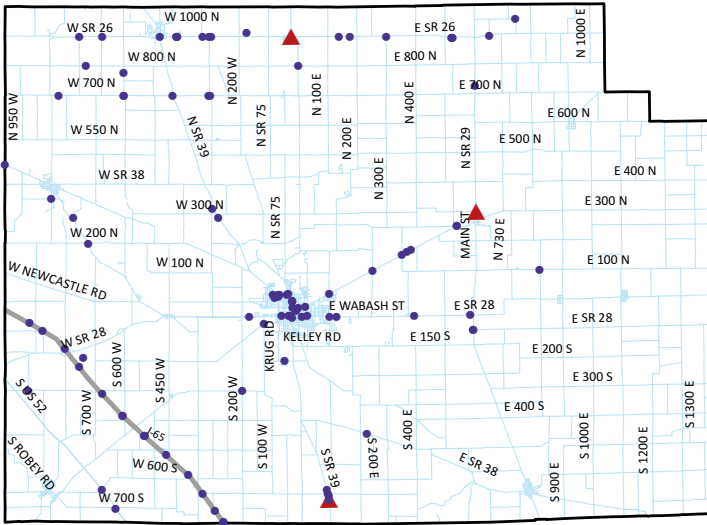 W 1000 N
W SR 26
E SR 26
N 1000 E
W 800 N
E 800 N
W 700 N
N 200 W
N 100 E
E 700 N
N 400 E
N 950 W
W 550 N
N SR 39
N SR 75
N 200 E
N SR 29
E 600 N
E 500 N
W SR 38
N 300 E
E 400 N
W 300 N
N SR 75
E 300 N
W 200 N
MAIN ST
N 730 E
W 100 N
E 100 N
W NEWCASTLE RD
E WABASH ST
E SR 28
E SR 28
W SR 28
KRUG RD
KELLEY RD
E 150 S
E 200 S
S US 52
S 600 W
S 450 W
E 300 S
S 700 W
S 200 W
E 400 S
S 1300 E
I-65
S 100 W
S 200 E
S 400 E
S 1000 E
S 1200 E
S ROBEY RD
W 600 S
S SR 39
E SR 38
S 900 E
W 700 S